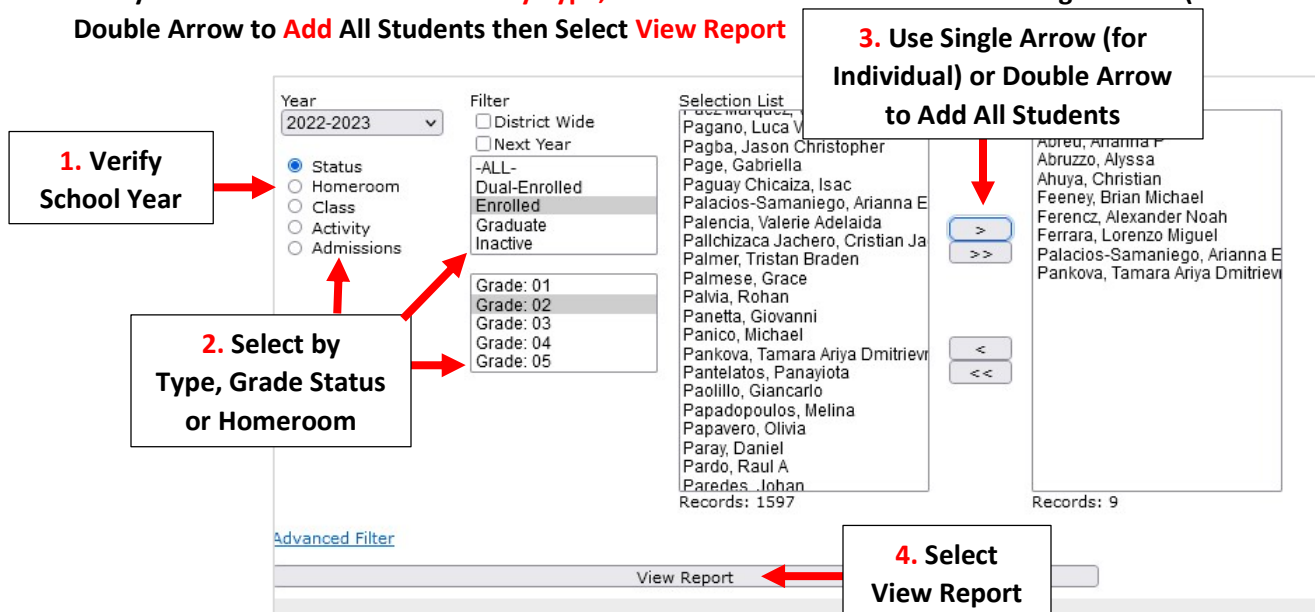 Double Arrow to Add All Students then Select View Report
3. Use Single Arrow (for
Individual) or Double Arrow
to Add All Students
1. Verify
School Year
Year
2022-2023
Status
Homeroom
Class
Activity
Admissions
Filter
District Wide
Next Year
-ALL-
Dual-Enrolled
Enrolled
Graduate
Inactive
Grade: 01
Grade: 02
Grade: 03
Grade: 04
Grade: 05
2. Select by
Type, Grade Status
or Homeroom
Selection List
Pagano, Luca V
Pagba, Jason Christopher
Page, Gabriella
Paguay Chicaiza, Isac
Palacios-Samaniego, Arianna E
Palencia, Valerie Adelaida
Pallchizaca Jachero, Cristian Ja
Palmer, Tristan Braden
Palmese, Grace
Palvia, Rohan
Panetta, Giovanni
Panico, Michael
Pankova, Tamara Ariya Dmitrievr
Pantelatos, Panayiota
Paolillo, Giancarlo
Papadopoulos, Melina
Papavero, Olivia
Paray, Daniel
Pardo, Raul A
Paredes, Johan
Records: 1597
>
>>
<
<<
Abreu, Arianna P
Abruzzo, Alyssa
Ahuya, Christian
Feeney, Brian Michael
Ferencz, Alexander Noah
Ferrara, Lorenzo Miguel
Palacios-Samaniego, Arianna E
Pankova, Tamara Ariya Dmitrievn
Records: 9
Advanced Filter
View Report
4. Select
View Report